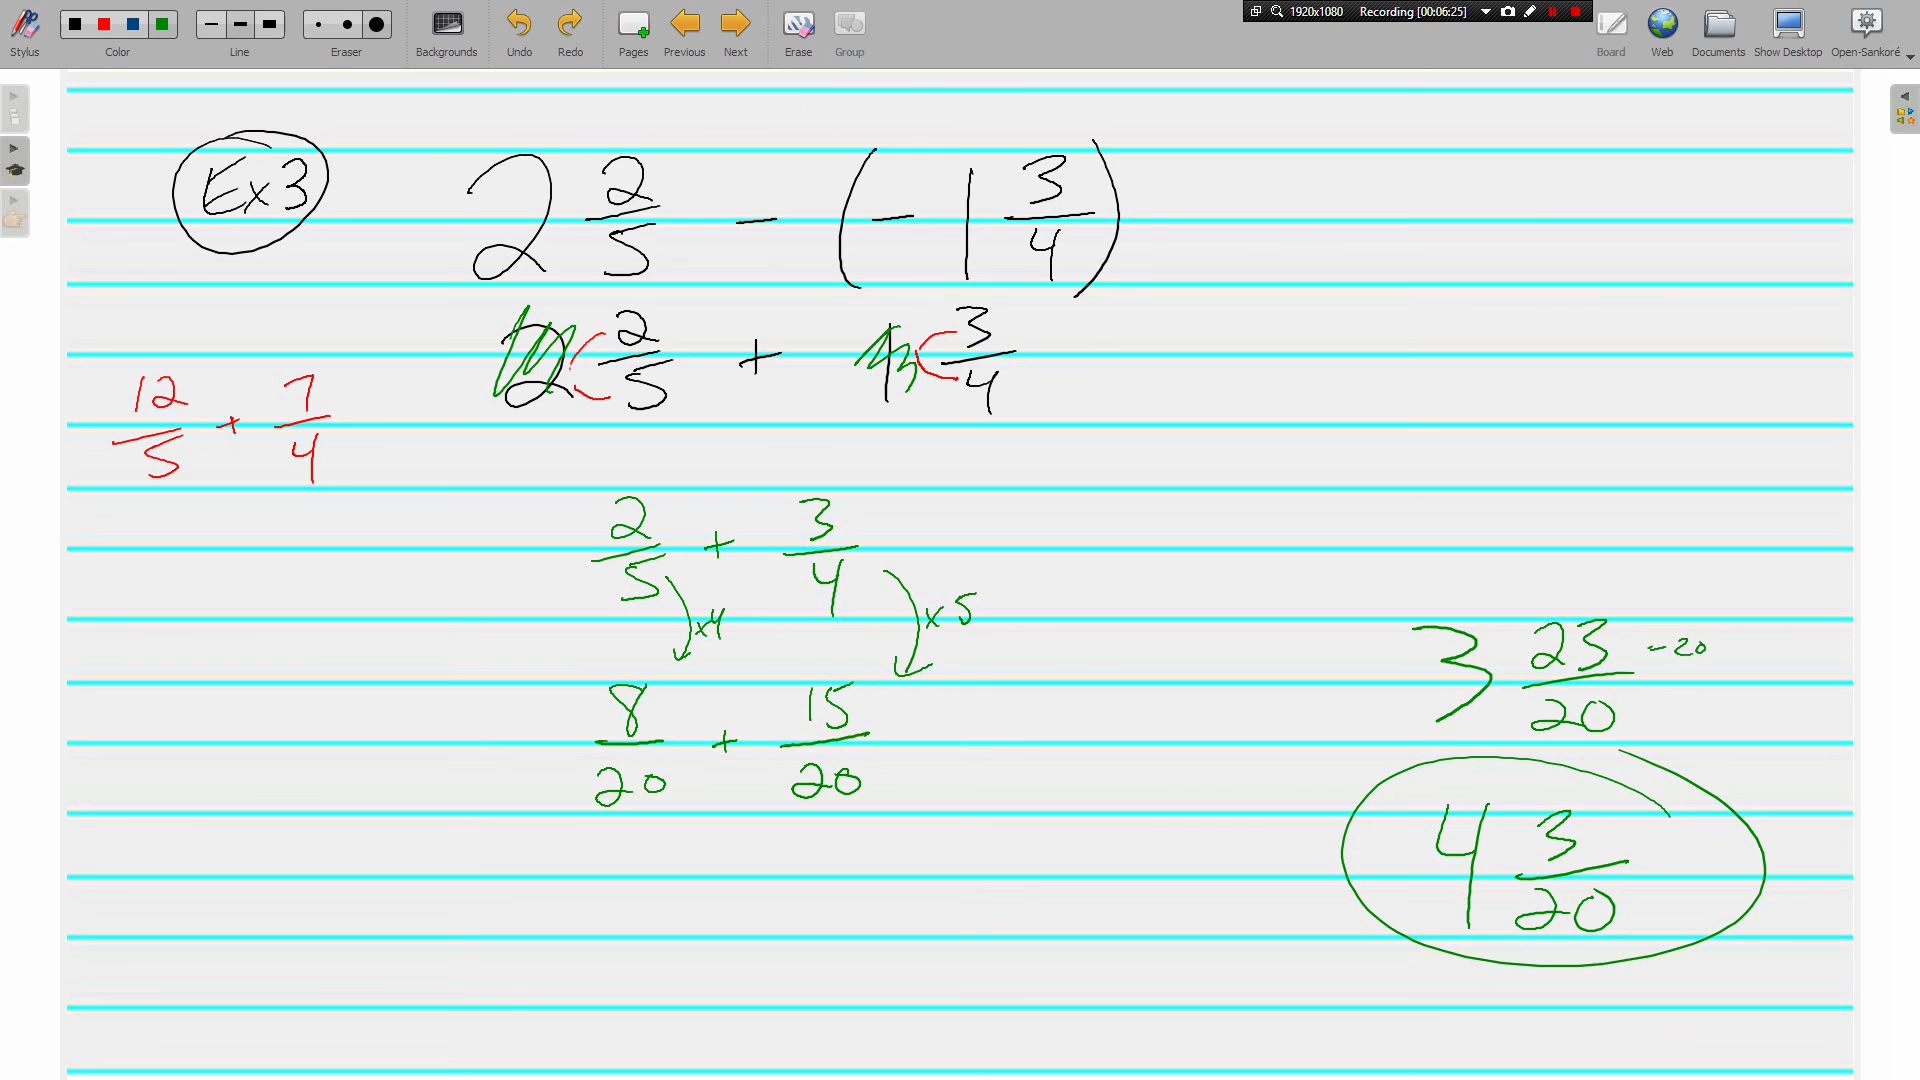 1920x1080 Recording [00:06:25]
Stylus Color Line Eraser Backgrounds Undo Redo Pages Previous Next Erase Group Board Web Documents Show Desktop Open-Sankoré
Ex 3 2 2/5 - (-1 3/4)
2 2/5 + 1 3/4
12/5 + 7/4
2/5 + 3/4
x4 x5
8/20 + 15/20
3 23/20 -20
4 3/20